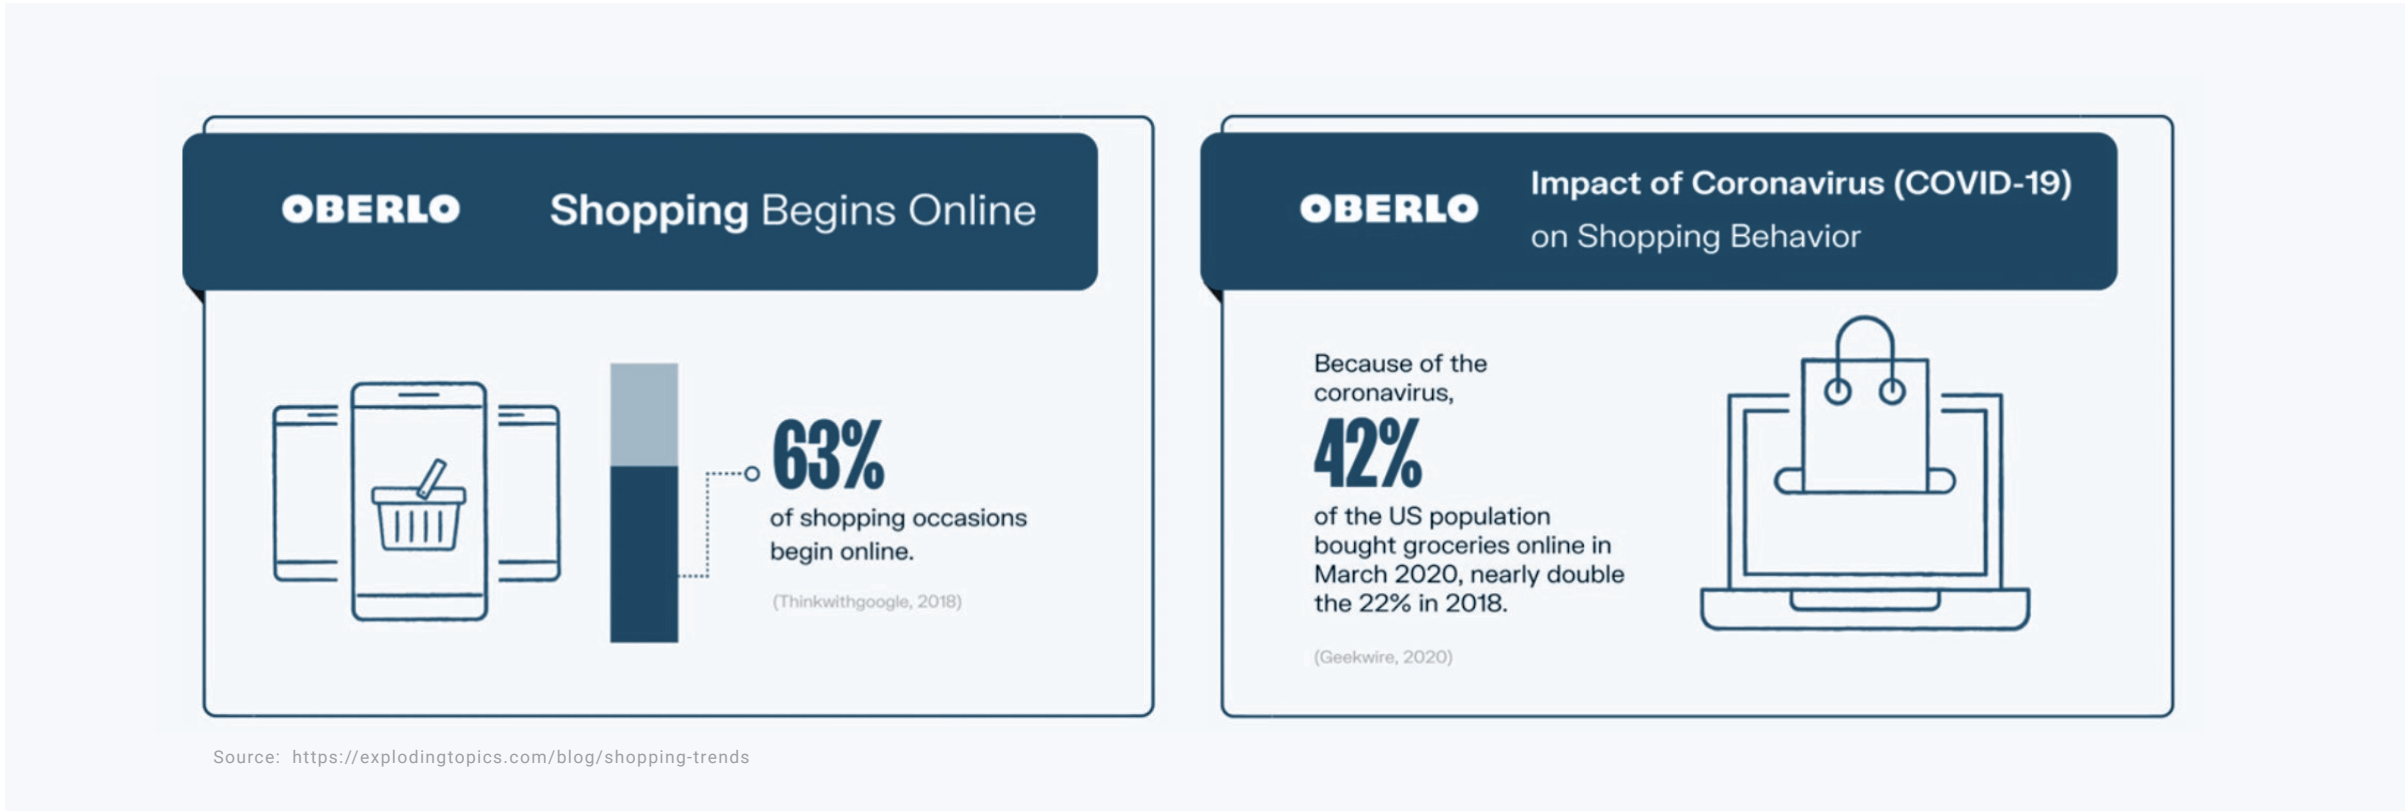 OBERLO
Shopping Begins Online
63%
of shopping occasions
begin online.
(Thinkwithgoogle, 2018)
OBERLO
Impact of Coronavirus (COVID-19)
on Shopping Behavior
Because of the
coronavirus,
42%
of the US population
bought groceries online in
March 2020, nearly double
the 22% in 2018.
(Geekwire, 2020)
Source: https://explodingtopics.com/blog/shopping-trends